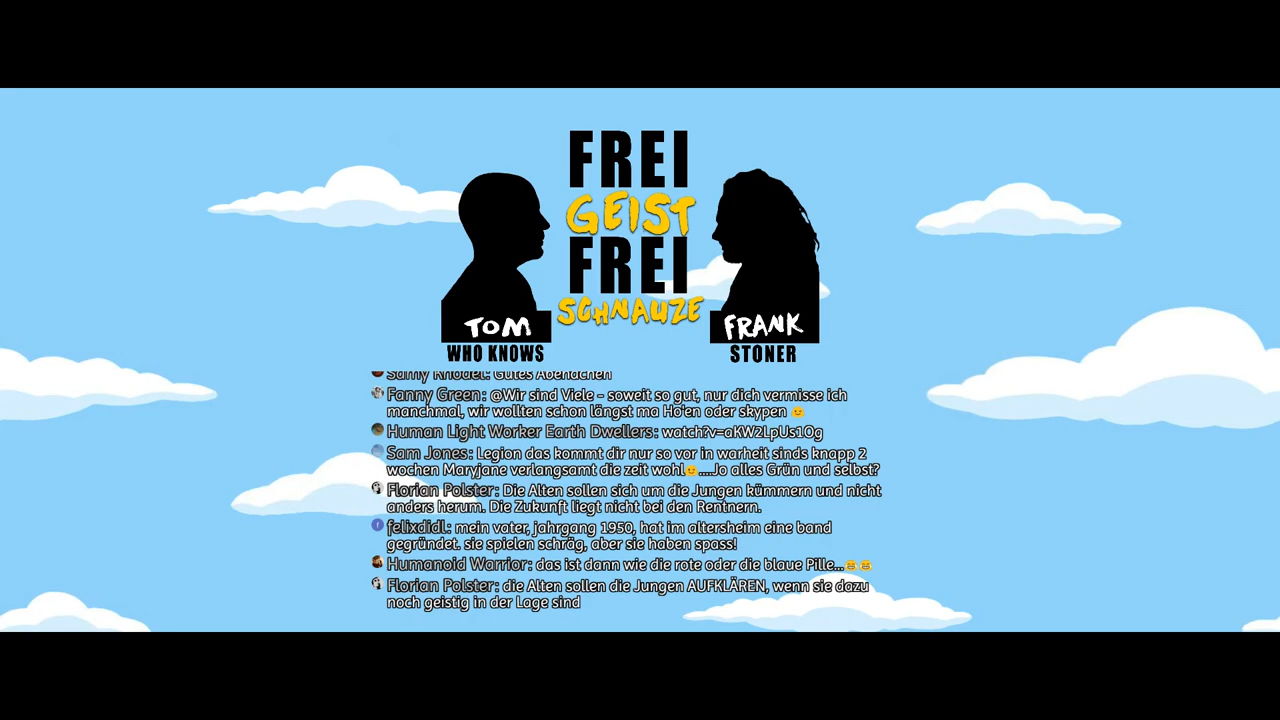 FREI
GEIST
FREI
SCHNAUZE
TOM
WHO KNOWS
FRANK
STONER
Samy Knodel: Gutes Abendchen
Fanny Green: @Wir sind Viele - soweit so gut, nur dich vermisse ich
manchmal, wir wollten schon längst ma Hö'en oder skypen 😉
Human Light Worker Earth Dwellers: watch?v=aKW2LpUs1Og
Sam Jones: Legion das kommt dir nur so vor in warheit sinds knapp 2
wochen Maryjane verlangsamt die zeit wohl😉....Jo alles Grün und selbst?
Florian Polster: Die Alten sollen sich um die Jungen kümmern und nicht
anders herum. Die Zukunft liegt nicht bei den Rentnern.
felixdidl: mein vater, jahrgang 1950, hat im altersheim eine band
gegründet. sie spielen schräg, aber sie haben spass!
Humanoid Warrior: das ist dann wie die rote oder die blaue Pille...😆😆
Florian Polster: die Alten sollen die Jungen AUFKLÄREN, wenn sie dazu
noch geistig in der Lage sind